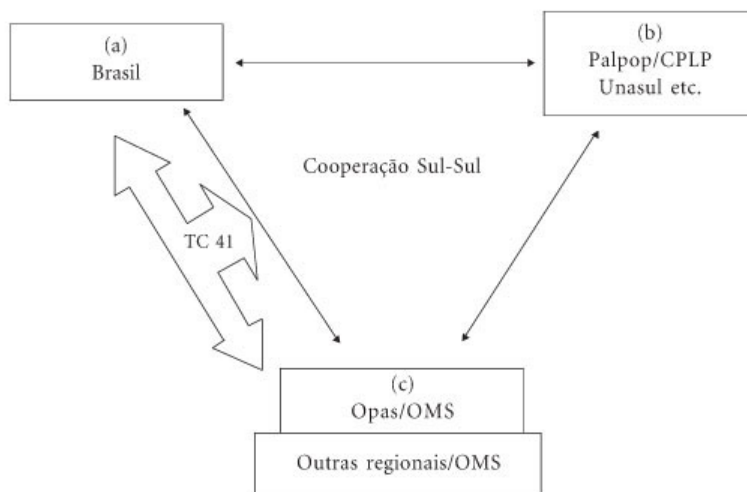 (a)
Brasil
(b)
Palpop/CPLP
Unasul etc.
Cooperação Sul-Sul
TC 41
(c)
Opas/OMS
Outras regionais/OMS